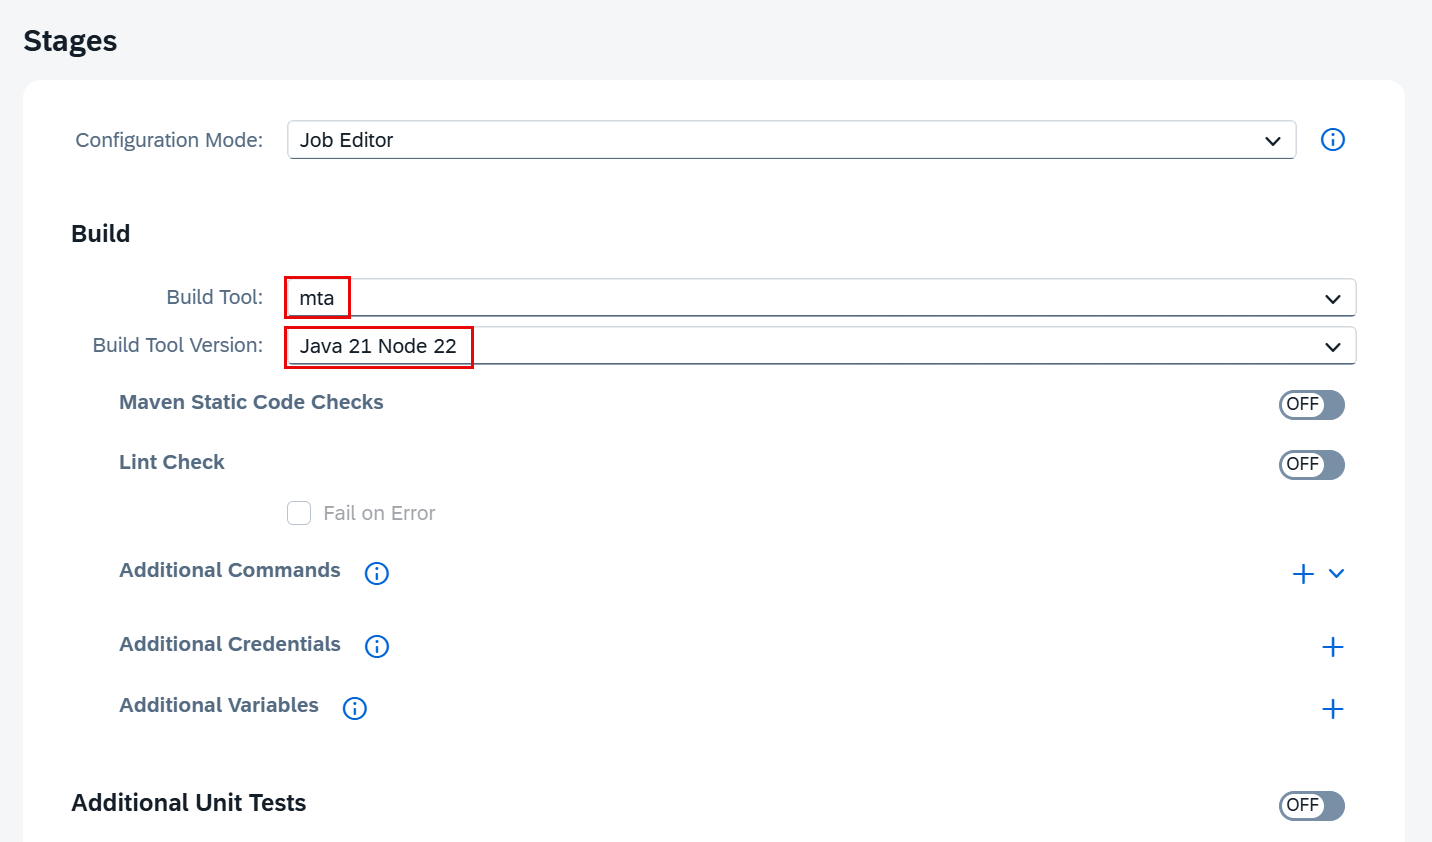 Stages
Configuration Mode: Job Editor
Build
Build Tool: mta
Build Tool Version: Java 21 Node 22
Maven Static Code Checks OFF
Lint Check OFF
Fail on Error
Additional Commands
Additional Credentials
Additional Variables
Additional Unit Tests OFF